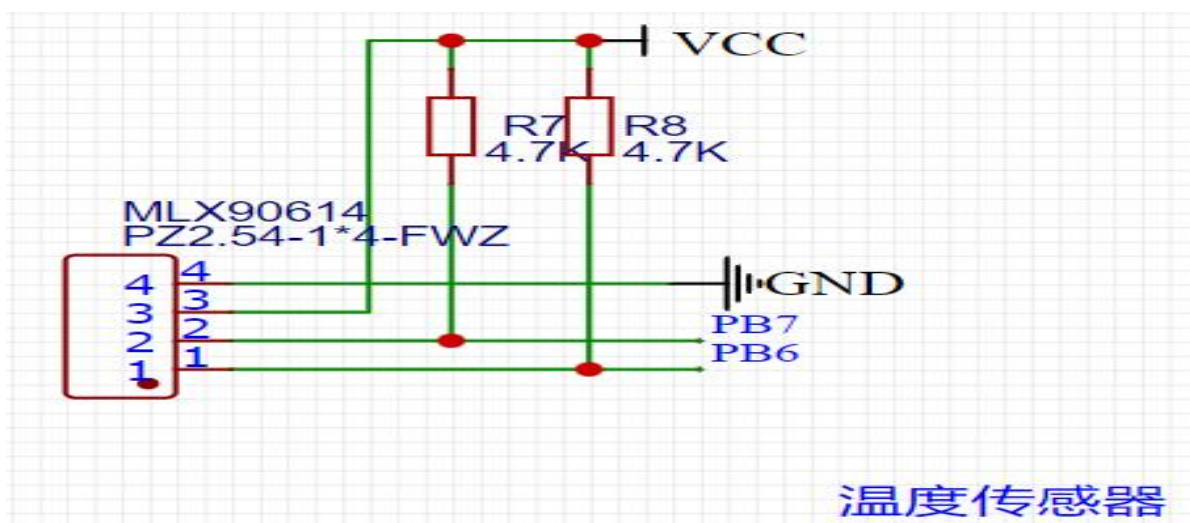 VCC
R7
4.7K
R8
4.7K
MLX90614
PZ2.54-1*4-FWZ
4 4
3 3
2 2
1 1
GND
PB7
PB6
温度传感器